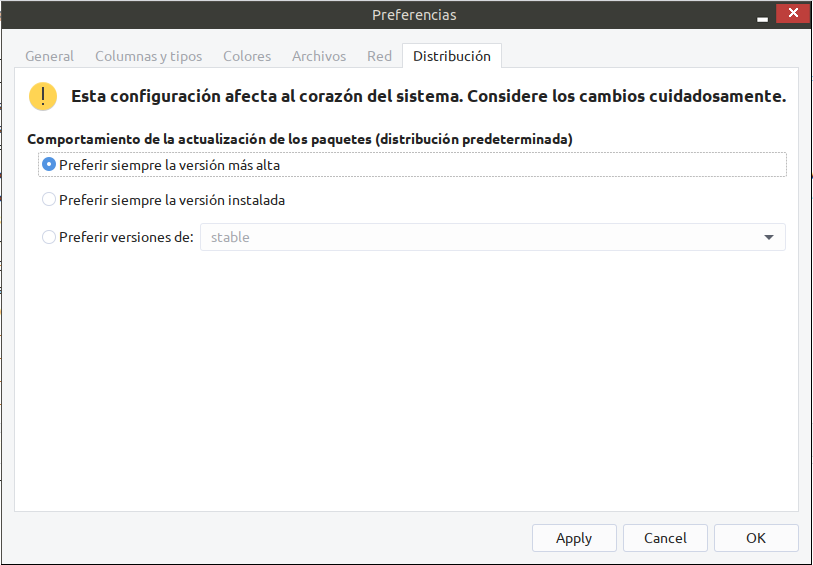 Preferencias
General Columnas y tipos Colores Archivos Red Distribución
Esta configuración afecta al corazón del sistema. Considere los cambios cuidadosamente.
Comportamiento de la actualización de los paquetes (distribución predeterminada)
Preferir siempre la versión más alta
Preferir siempre la versión instalada
Preferir versiones de: stable
Apply Cancel OK